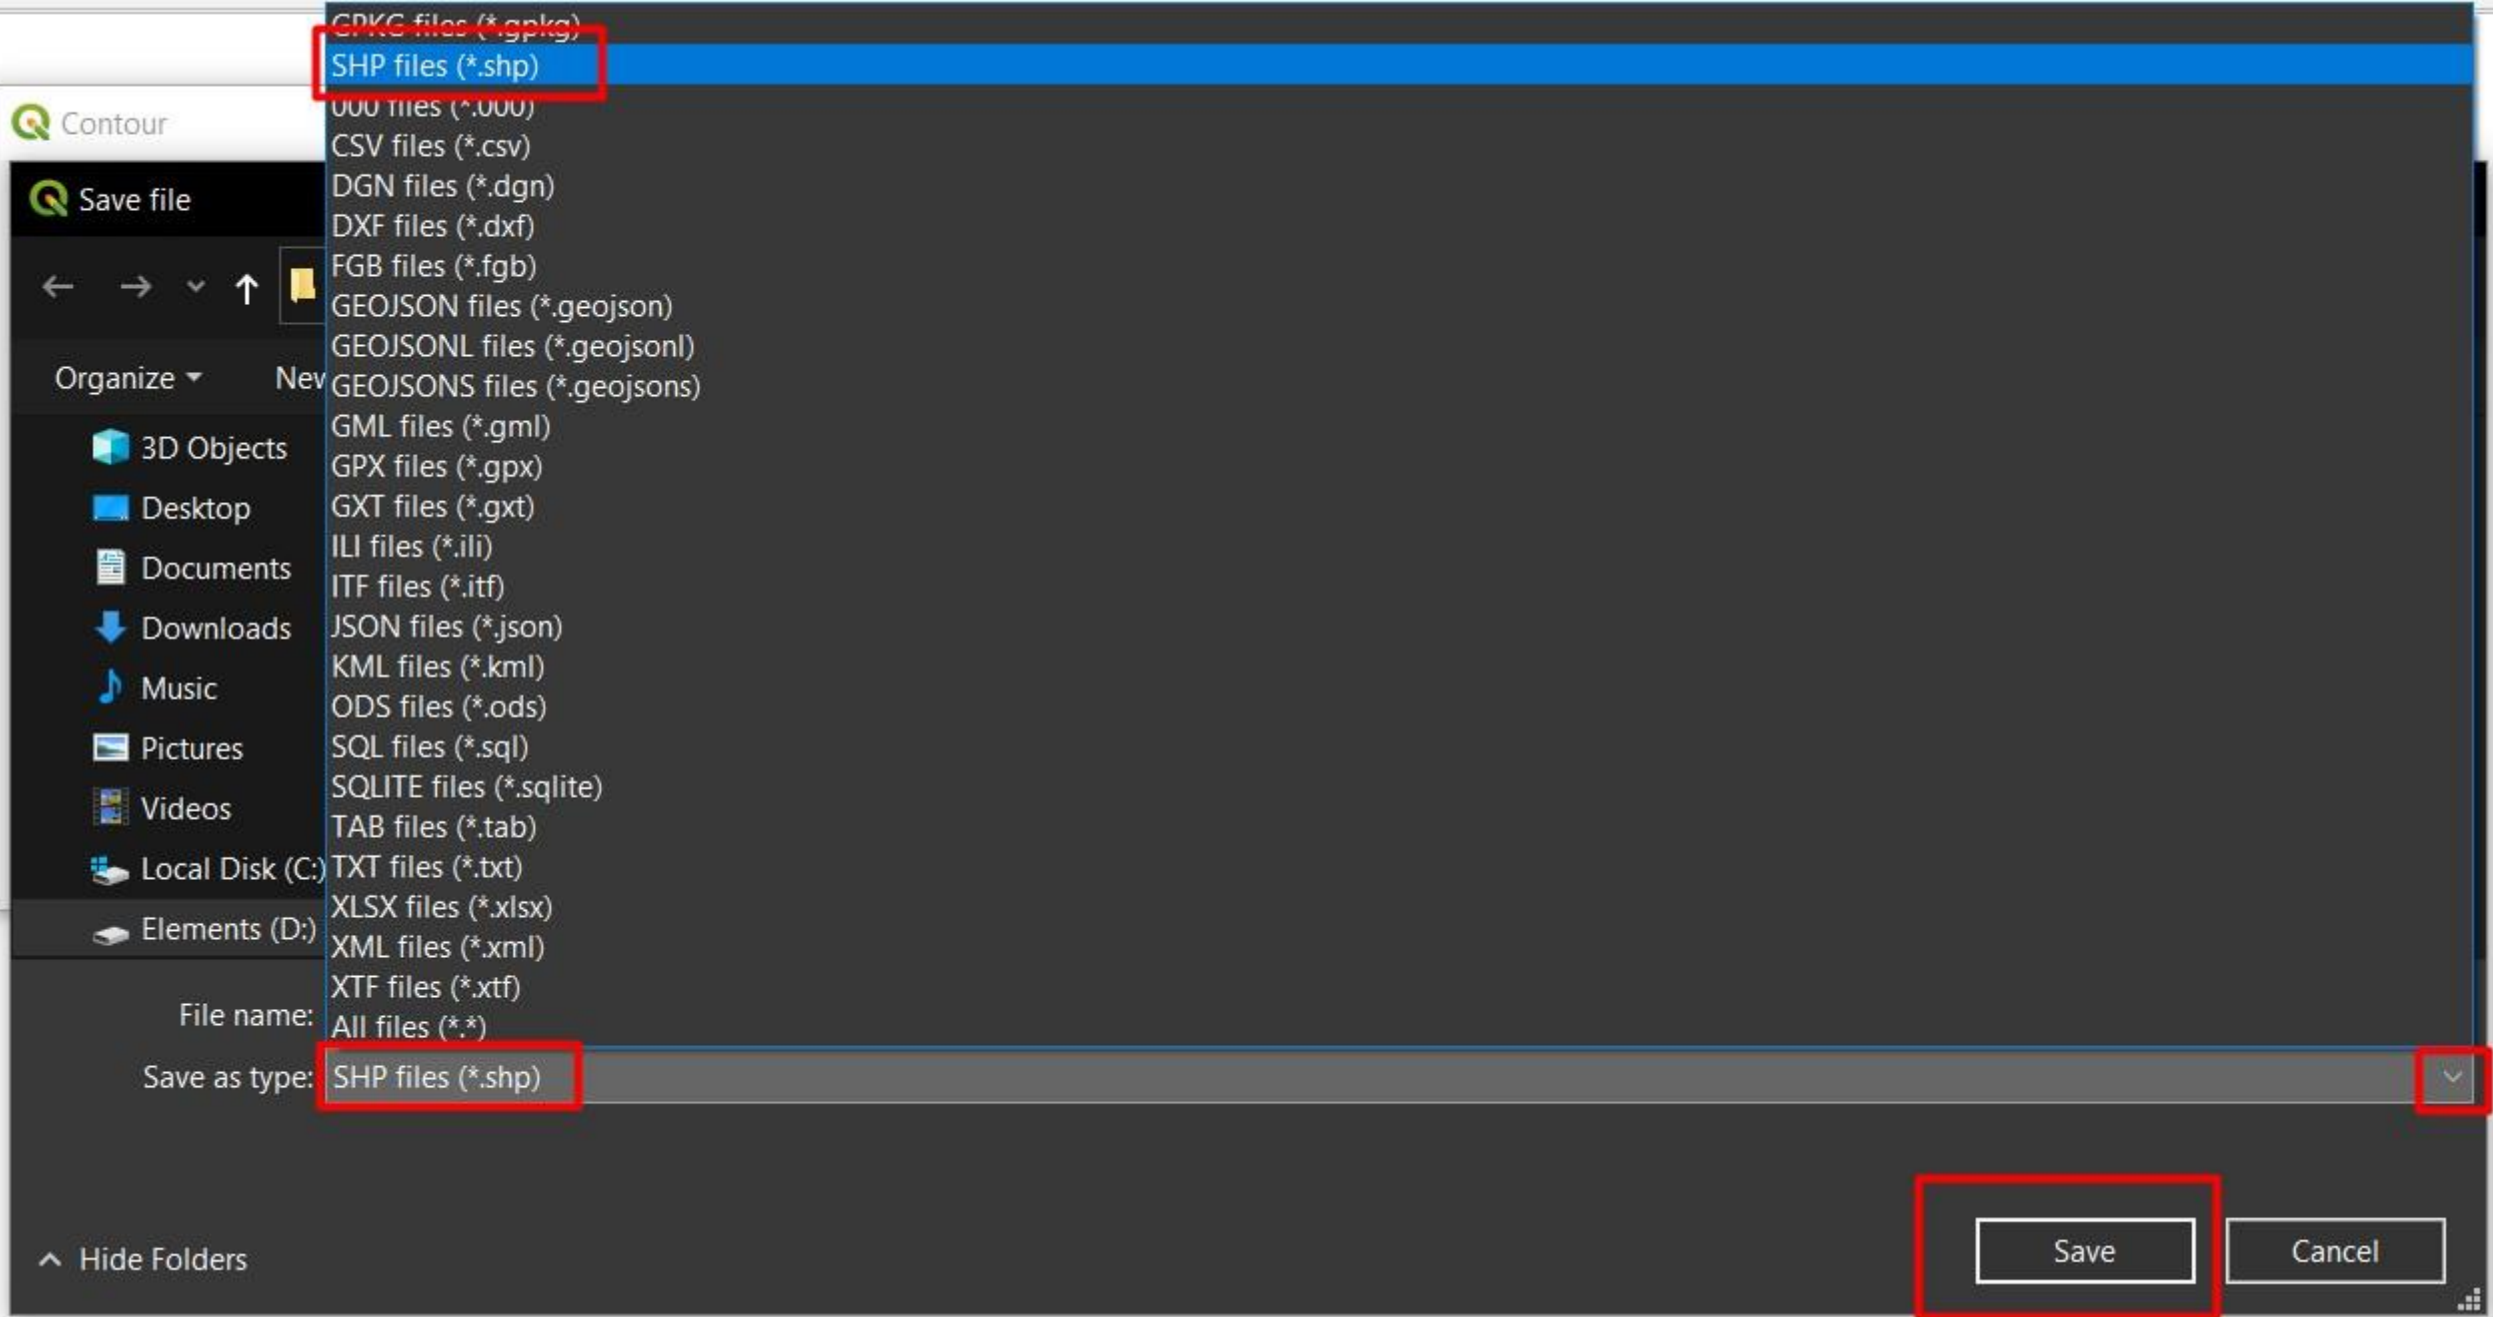 GPKG files (*.gpkg)
SHP files (*.shp)
000 files (*.000)
CSV files (*.csv)
DGN files (*.dgn)
DXF files (*.dxf)
FGB files (*.fgb)
GEOJSON files (*.geojson)
GEOJSONL files (*.geojsonl)
GEOJSONS files (*.geojsons)
GML files (*.gml)
GPX files (*.gpx)
GXT files (*.gxt)
ILI files (*.ili)
ITF files (*.itf)
JSON files (*.json)
KML files (*.kml)
ODS files (*.ods)
SQL files (*.sql)
SQLITE files (*.sqlite)
TAB files (*.tab)
TXT files (*.txt)
XLSX files (*.xlsx)
XML files (*.xml)
XTF files (*.xtf)
All files (*.*)
Contour
Save file
Organize
New
3D Objects
Desktop
Documents
Downloads
Music
Pictures
Videos
Local Disk (C:)
Elements (D:)
File name:
Save as type: SHP files (*.shp)
Hide Folders
Save
Cancel